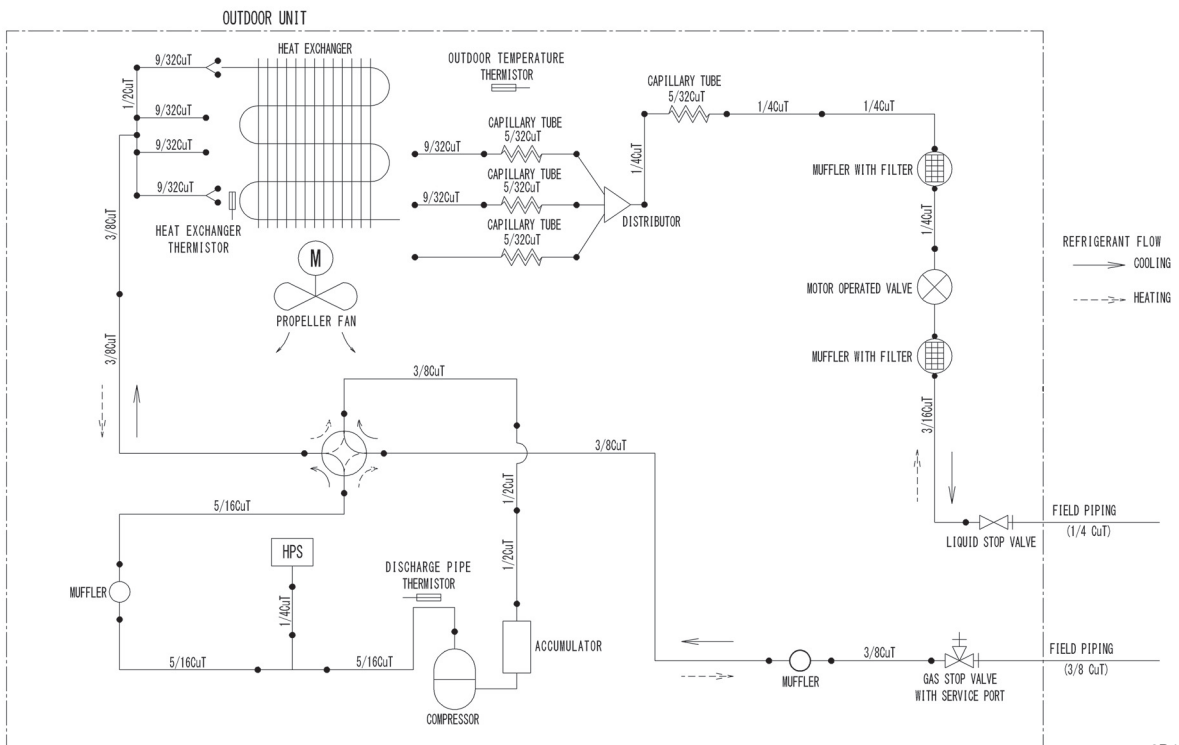 OUTDOOR UNIT
HEAT EXCHANGER
9/32CuT
1/2CuT
9/32CuT
9/32CuT
9/32CuT
3/8CuT
HEAT EXCHANGER
THERMISTOR
M
PROPELLER FAN
3/8CuT
OUTDOOR TEMPERATURE
THERMISTOR
CAPILLARY TUBE
5/32CuT
9/32CuT
CAPILLARY TUBE
5/32CuT
9/32CuT
CAPILLARY TUBE
5/32CuT
DISTRIBUTOR
1/4CuT
CAPILLARY TUBE
5/32CuT
1/4CuT
1/4CuT
MUFFLER WITH FILTER
1/4CuT
MOTOR OPERATED VALVE
MUFFLER WITH FILTER
3/16CuT
REFRIGERANT FLOW
COOLING
HEATING
3/8CuT
3/8CuT
1/2CuT
1/2CuT
5/16CuT
HPS
1/4CuT
MUFFLER
5/16CuT
5/16CuT
DISCHARGE PIPE
THERMISTOR
ACCUMULATOR
COMPRESSOR
FIELD PIPING
(1/4 CuT)
LIQUID STOP VALVE
MUFFLER
3/8CuT
GAS STOP VALVE
WITH SERVICE PORT
FIELD PIPING
(3/8 CuT)